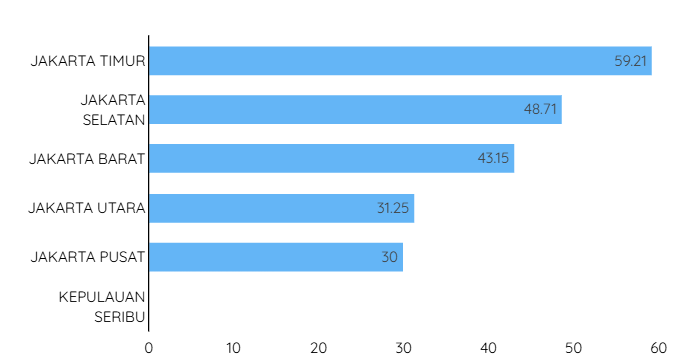 JAKARTA TIMUR
59.21
JAKARTA
SELATAN
48.71
JAKARTA BARAT
43.15
JAKARTA UTARA
31.25
JAKARTA PUSAT
30
KEPULAUAN
SERIBU
0 10 20 30 40 50 60